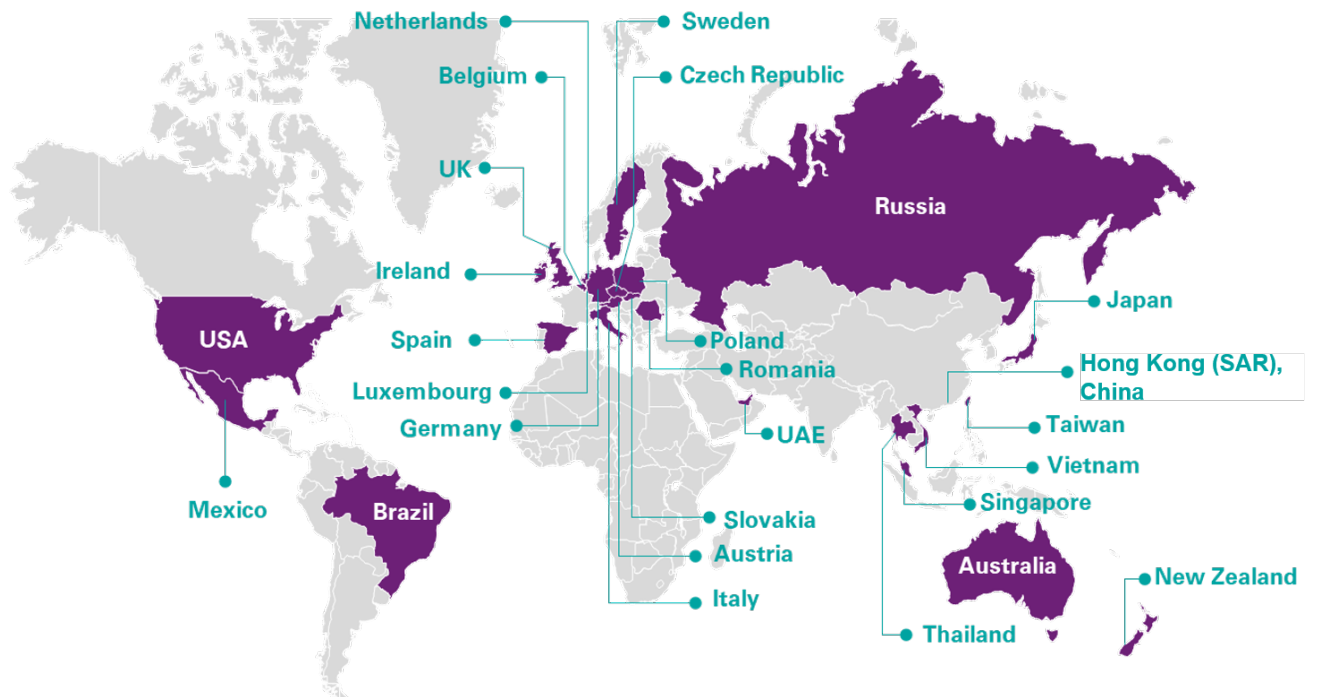 Netherlands
Sweden
Belgium
Czech Republic
UK
Russia
Ireland
Japan
USA
Spain
Poland
Hong Kong (SAR),
China
Romania
Luxembourg
Germany
UAE
Taiwan
Vietnam
Mexico
Brazil
Singapore
Slovakia
Austria
Australia
New Zealand
Italy
Thailand